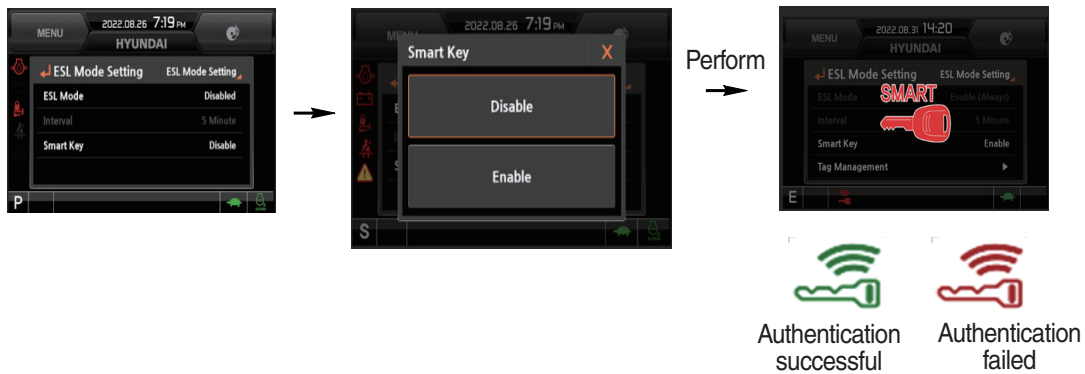 2022.08.26 7:19 PM
MENU
HYUNDAI
ESL Mode Setting ESL Mode Setting
ESL Mode Disabled
Interval 5 Minute
Smart Key Disable
P
2022.08.26 7:19 PM
HYUNDAI
Smart Key X
Disable
Enable
S
Perform
2022.08.31 14:20
MENU
HYUNDAI
ESL Mode Setting ESL Mode Setting
ESL Mode Enable (Always)
SMART
Interval 5 Minute
Smart Key Enable
Tag Management
E
Authentication
successful
Authentication
failed